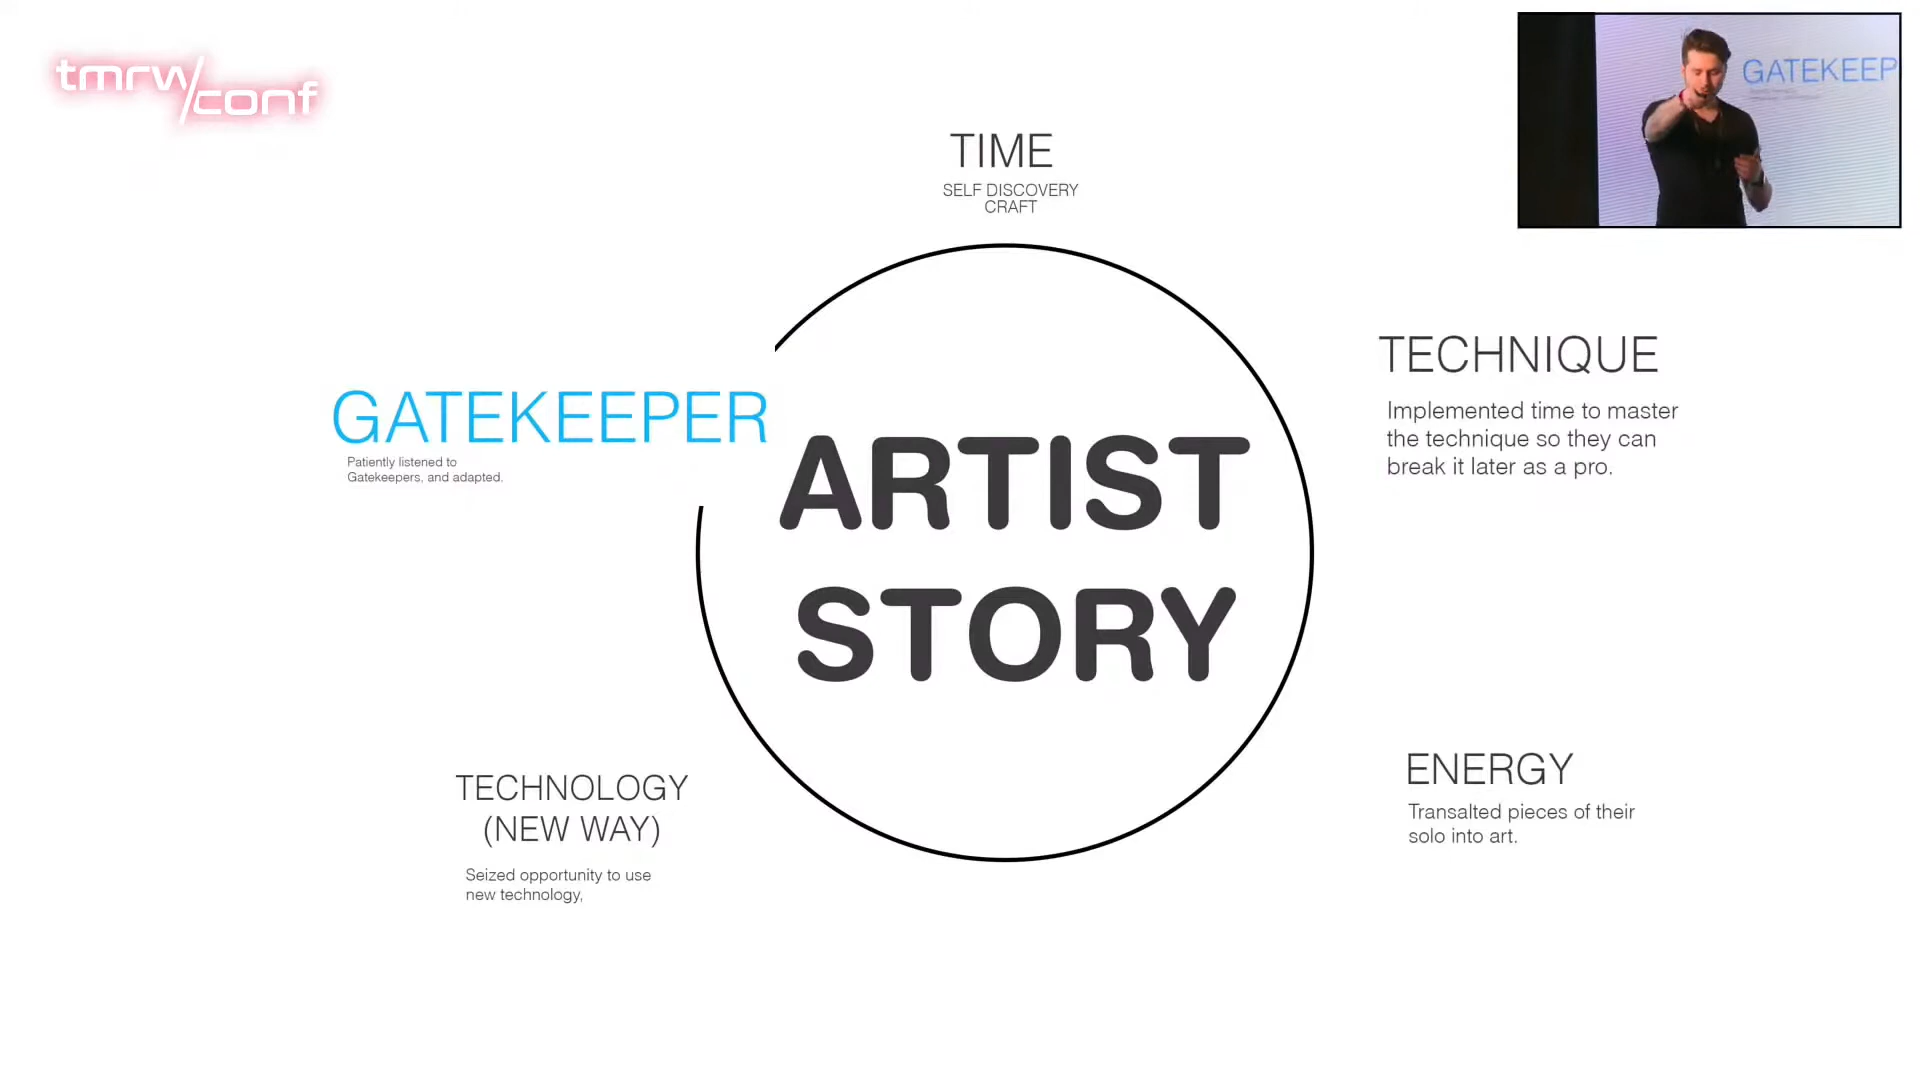 tmrw/
conf
GATEKEEP
TIME
SELF DISCOVERY
CRAFT
TECHNIQUE
Implemented time to master
the technique so they can
break it later as a pro.
GATEKEEPER
Patiently listened to
Gatekeepers, and adapted.
ARTIST
STORY
ENERGY
Transalted pieces of their
solo into art.
TECHNOLOGY
(NEW WAY)
Seized opportunity to use
new technology,